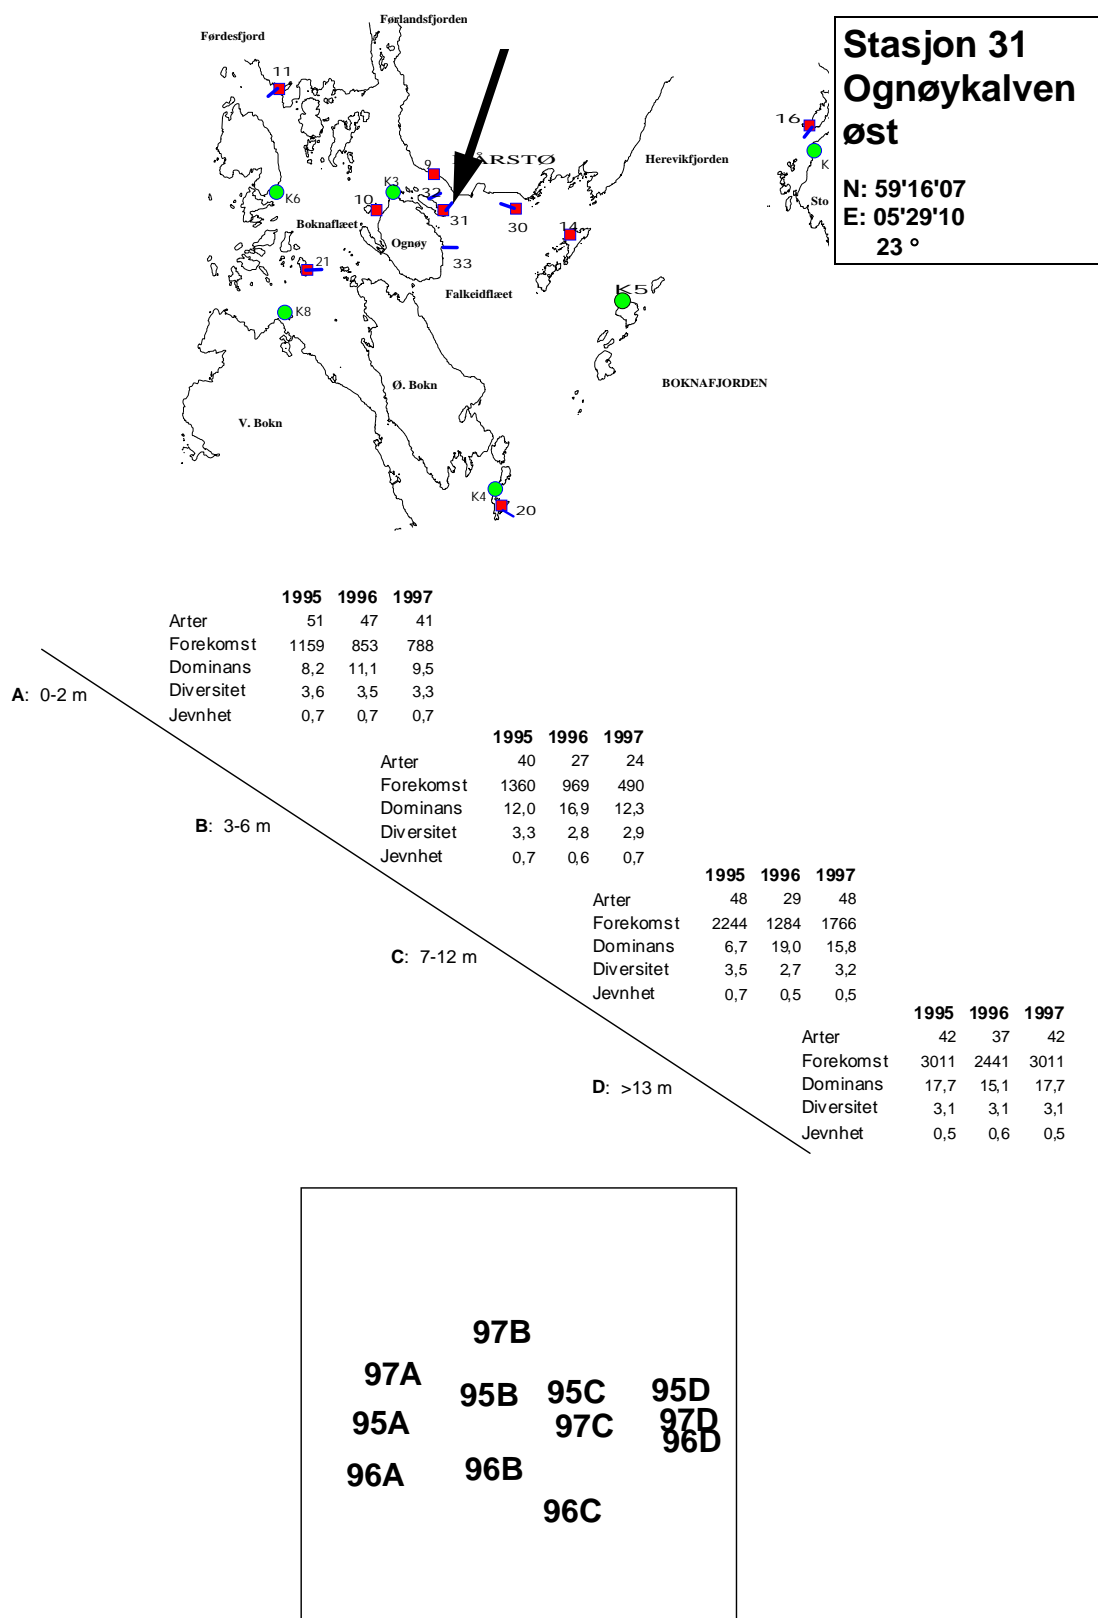 Førlandsfjorden
Førdesfjord
11
Stasjon 31
Ognøykalven
øst
N: 59'16'07
E: 05'29'10
23 °
16
K
Sto
9
ÅRSTØ
Herevikfjorden
K3
32
K6
10
31
30
14
Boknaflæet
Ognøy
33
21
Falkeidflæet
K5
K8
Ø. Bokn
BOKNAFJORDEN
V. Bokn
K4
20
1995 1996 1997
Arter 51 47 41
Forekomst 1159 853 788
Dominans 8,2 11,1 9,5
Diversitet 3,6 3,5 3,3
Jevnhet 0,7 0,7 0,7
A: 0-2 m
1995 1996 1997
Arter 40 27 24
Forekomst 1360 969 490
Dominans 12,0 16,9 12,3
Diversitet 3,3 2,8 2,9
Jevnhet 0,7 0,6 0,7
B: 3-6 m
1995 1996 1997
Arter 48 29 48
Forekomst 2244 1284 1766
Dominans 6,7 19,0 15,8
Diversitet 3,5 2,7 3,2
Jevnhet 0,7 0,5 0,5
C: 7-12 m
1995 1996 1997
Arter 42 37 42
Forekomst 3011 2441 3011
Dominans 17,7 15,1 17,7
Diversitet 3,1 3,1 3,1
Jevnhet 0,5 0,6 0,5
D: >13 m
97B
97A
95B 95C 95D
95A 97C 97D
96D
96A 96B
96C